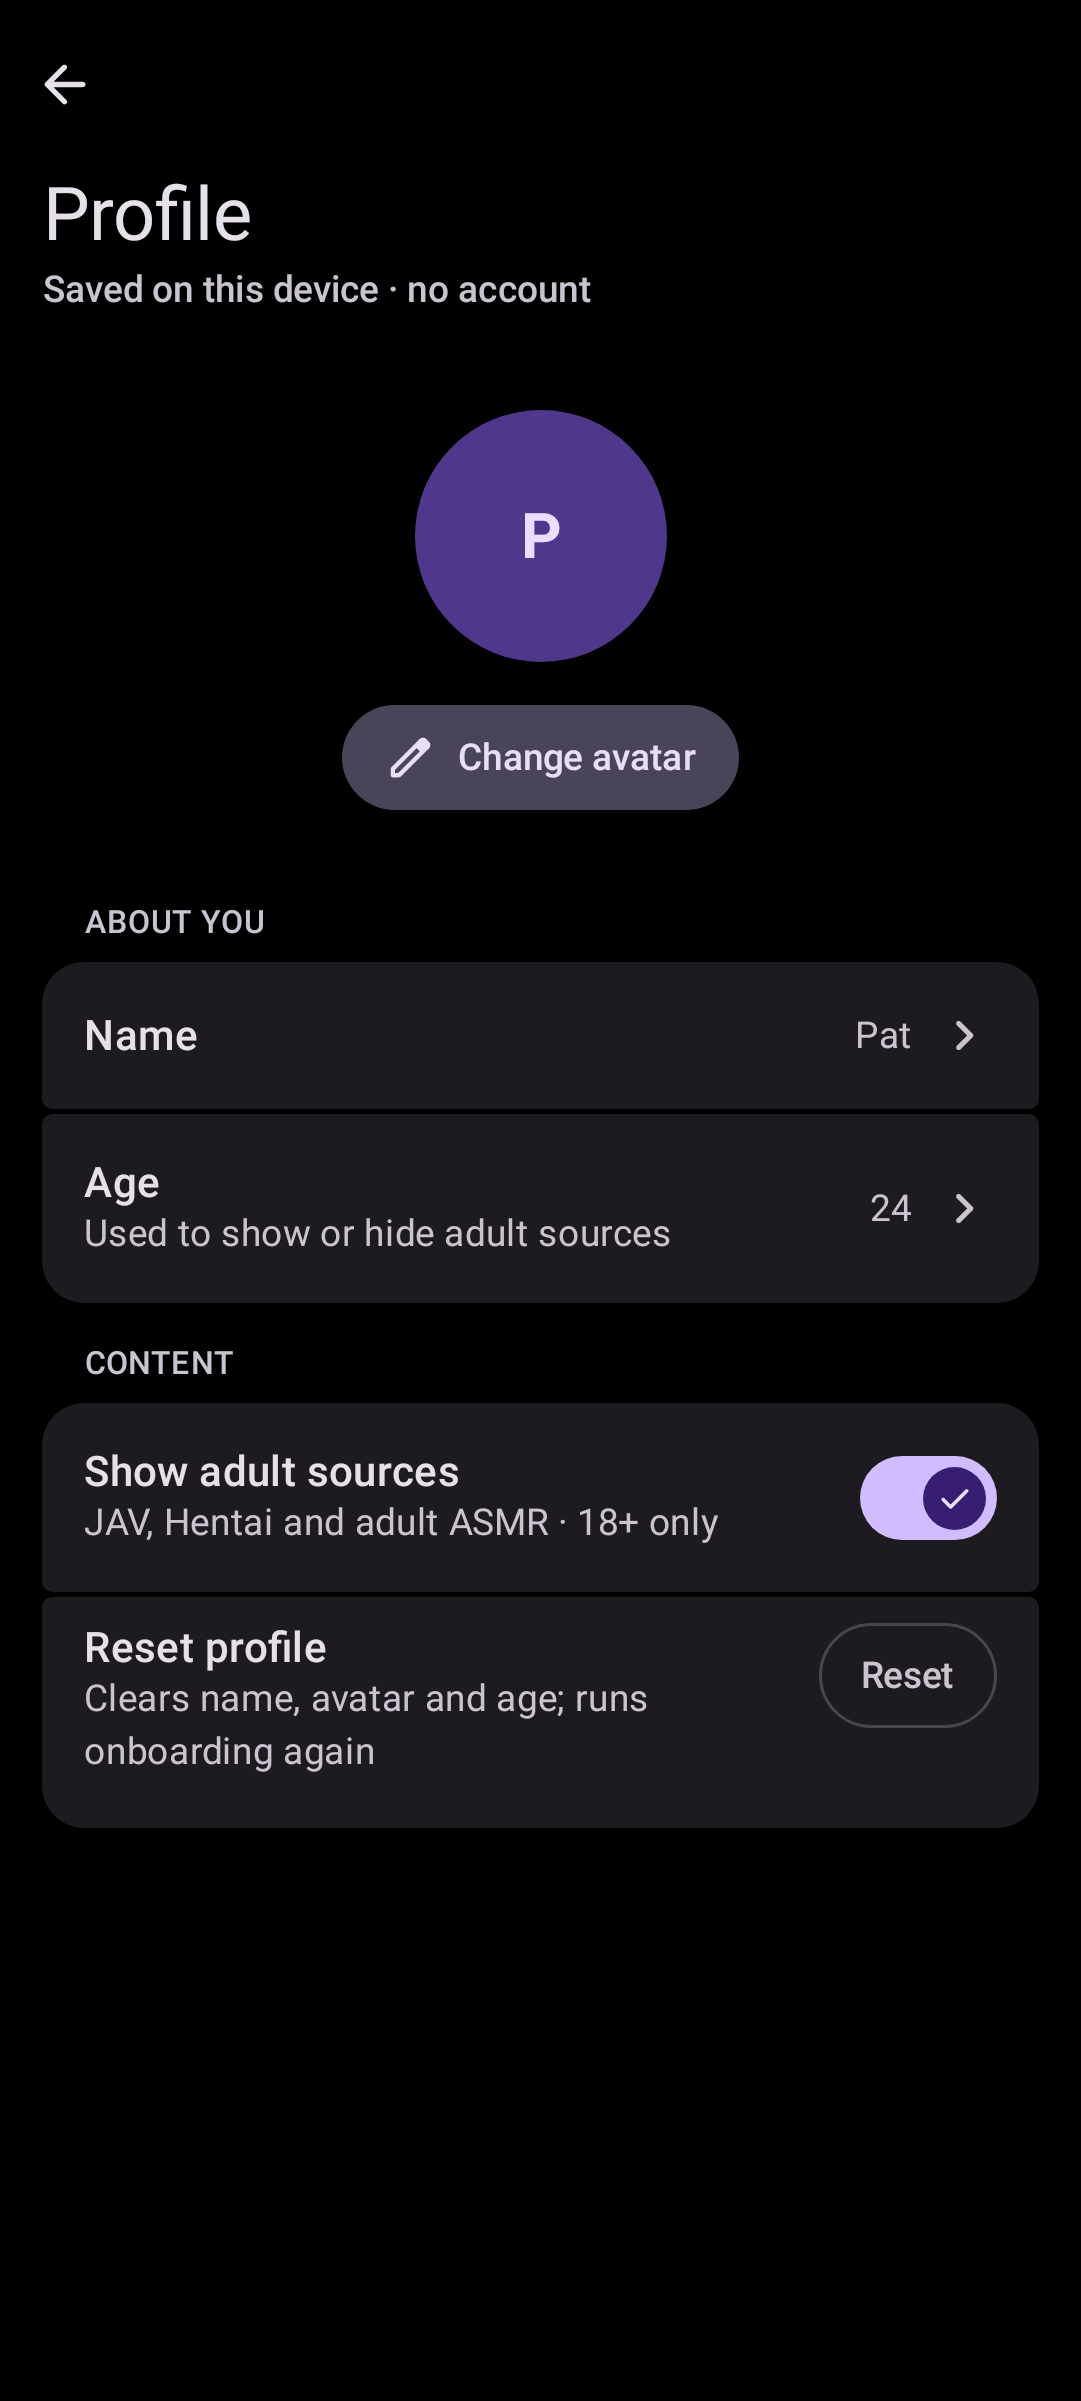 Profile
Saved on this device · no account
P
Change avatar
ABOUT YOU
Name
Pat
Age
Used to show or hide adult sources
24
CONTENT
Show adult sources
JAV, Hentai and adult ASMR · 18+ only
Reset profile
Clears name, avatar and age; runs
onboarding again
Reset